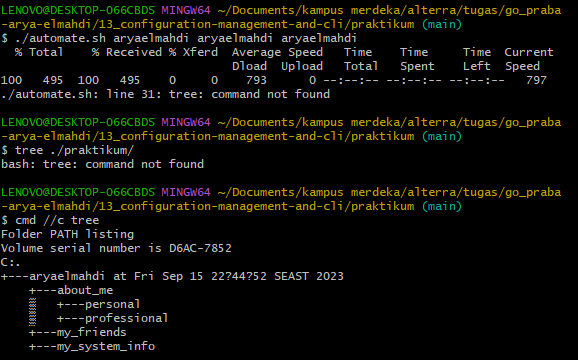 LENOVO@DESKTOP-O66CBDS MINGW64 ~/Documents/kampus merdeka/alterra/tugas/go_praba
-arya-elmahdi/13_configuration-management-and-cli/praktikum (main)
$ ./automate.sh aryaelmahdi aryaelmahdi aryaelmahdi
  % Total    % Received % Xferd  Average Speed   Time    Time     Time  Current
                                 Dload  Upload   Total   Spent    Left  Speed
100   495  100   495    0     0    793      0 --:--:-- --:--:-- --:--:--   797
./automate.sh: line 31: tree: command not found
LENOVO@DESKTOP-O66CBDS MINGW64 ~/Documents/kampus merdeka/alterra/tugas/go_praba
-arya-elmahdi/13_configuration-management-and-cli/praktikum (main)
$ tree ./praktikum/
bash: tree: command not found
LENOVO@DESKTOP-O66CBDS MINGW64 ~/Documents/kampus merdeka/alterra/tugas/go_praba
-arya-elmahdi/13_configuration-management-and-cli/praktikum (main)
$ cmd //c tree
Folder PATH listing
Volume serial number is D6AC-7852
C:.
+---aryaelmahdi at Fri Sep 15 22?44?52 SEAST 2023
    +---about_me
    ▒   +---personal
    ▒   +---professional
    +---my_friends
    +---my_system_info